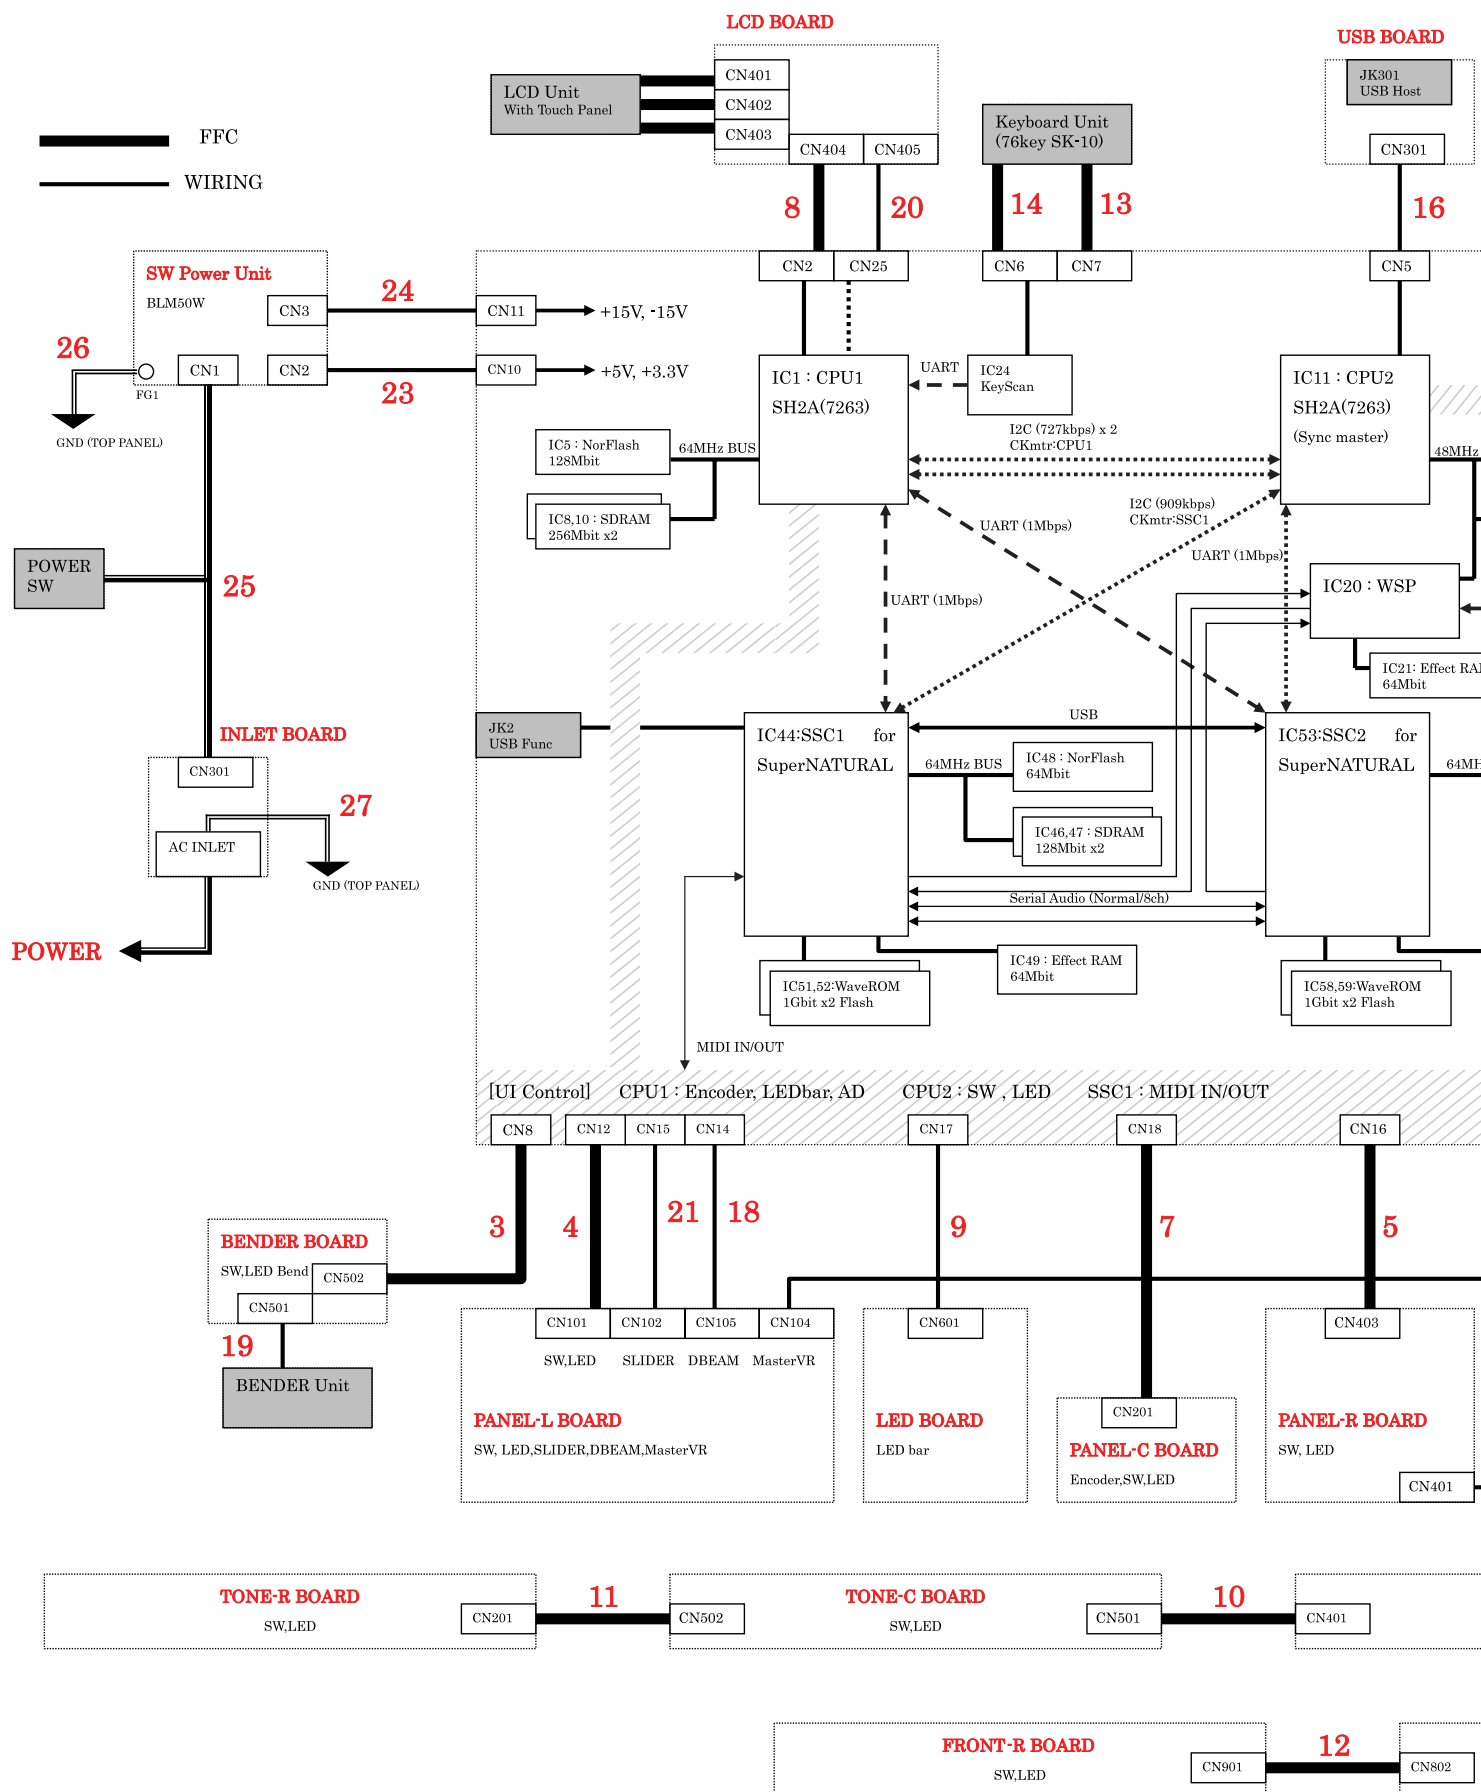 LCD BOARD
USB BOARD
CN401
CN402
CN403
CN404
CN405
LCD Unit
With Touch Panel
Keyboard Unit
(76key SK-10)
JK301
USB Host
CN301
FFC
WIRING
8
20
14
13
16
SW Power Unit
BLM50W
CN3
CN1
CN2
FG1
26
GND (TOP PANEL)
24
23
CN11
+15V, -15V
CN10
+5V, +3.3V
CN2
CN25
CN6
CN7
CN5
IC1 : CPU1
SH2A(7263)
UART
IC24
KeyScan
IC11 : CPU2
SH2A(7263)
(Sync master)
I2C (727kbps) x 2
CKmtr:CPU1
IC5 : NorFlash
128Mbit
64MHz BUS
48MHz
IC8,10 : SDRAM
256Mbit x2
I2C (909kbps)
CKmtr:SSC1
UART (1Mbps)
UART (1Mbps)
UART (1Mbps)
POWER
SW
25
IC20 : WSP
IC21: Effect RA
64Mbit
INLET BOARD
CN301
27
AC INLET
GND (TOP PANEL)
POWER
JK2
USB Func
IC44:SSC1 for
SuperNATURAL
USB
IC53:SSC2 for
SuperNATURAL
64MHz BUS
IC48 : NorFlash
64Mbit
64MH
IC46,47 : SDRAM
128Mbit x2
Serial Audio (Normal/8ch)
IC49 : Effect RAM
64Mbit
IC51,52:WaveROM
1Gbit x2 Flash
IC58,59:WaveROM
1Gbit x2 Flash
MIDI IN/OUT
[UI Control] CPU1 : Encoder, LEDbar, AD CPU2 : SW , LED SSC1 : MIDI IN/OUT
CN8
CN12
CN15
CN14
CN17
CN18
CN16
3
4
21
18
9
7
5
BENDER BOARD
SW,LED Bend
CN502
CN501
19
BENDER Unit
CN101
CN102
CN105
CN104
SW,LED
SLIDER
DBEAM
MasterVR
PANEL-L BOARD
SW, LED,SLIDER,DBEAM,MasterVR
CN601
LED BOARD
LED bar
CN201
PANEL-C BOARD
Encoder,SW,LED
CN403
PANEL-R BOARD
SW, LED
CN401
TONE-R BOARD
SW,LED
CN201
11
CN502
TONE-C BOARD
SW,LED
CN501
10
CN401
FRONT-R BOARD
SW,LED
CN901
12
CN802